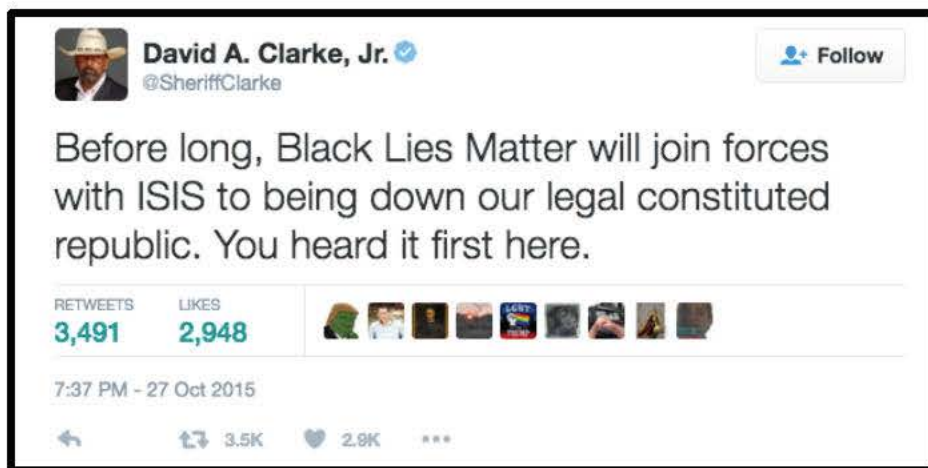 David A. Clarke, Jr.
@SheriffClarke
Follow
Before long, Black Lies Matter will join forces
with ISIS to being down our legal constituted
republic. You heard it first here.
RETWEETS LIKES
3,491 2,948
LGBT
TRUMP
7:37 PM - 27 Oct 2015
3.5K 2.9K